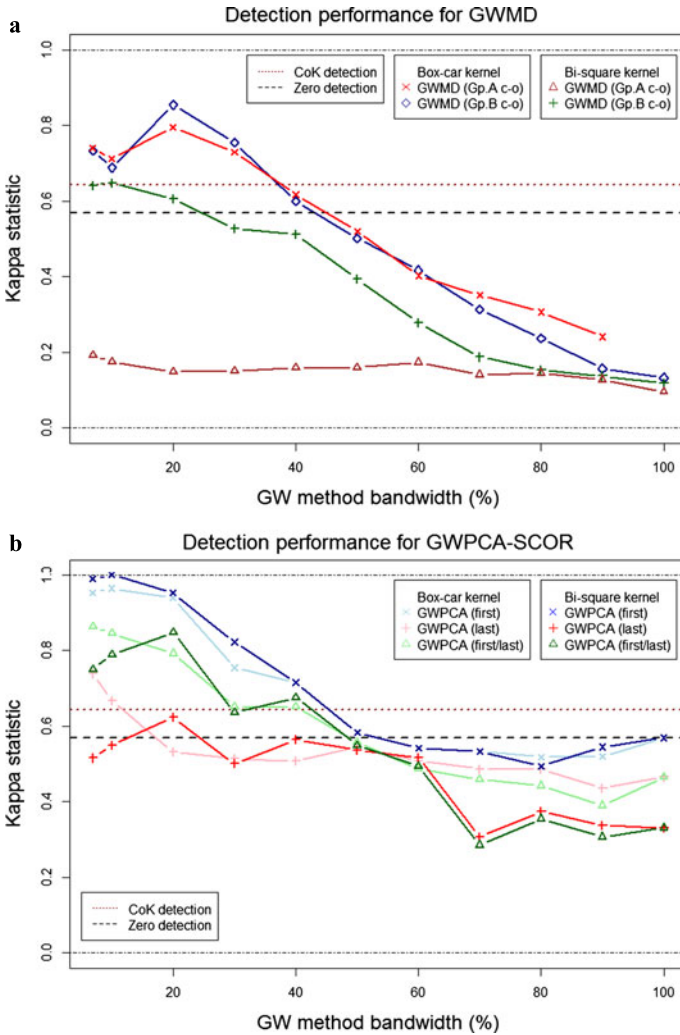 a
Detection performance for GWMD
Kappa statistic
1.0
0.8
0.6
0.4
0.2
0.0
CoK detection
Zero detection
Box-car kernel
GWMD (Gp.A c-o)
GWMD (Gp.B c-o)
Bi-square kernel
GWMD (Gp.A c-o)
GWMD (Gp.B c-o)
20 40 60 80 100
GW method bandwidth (%)
b
Detection performance for GWPCA-SCOR
Kappa statistic
1.0
0.8
0.6
0.4
0.2
0.0
Box-car kernel
GWPCA (first)
GWPCA (last)
GWPCA (first/last)
Bi-square kernel
GWPCA (first)
GWPCA (last)
GWPCA (first/last)
CoK detection
Zero detection
20 40 60 80 100
GW method bandwidth (%)